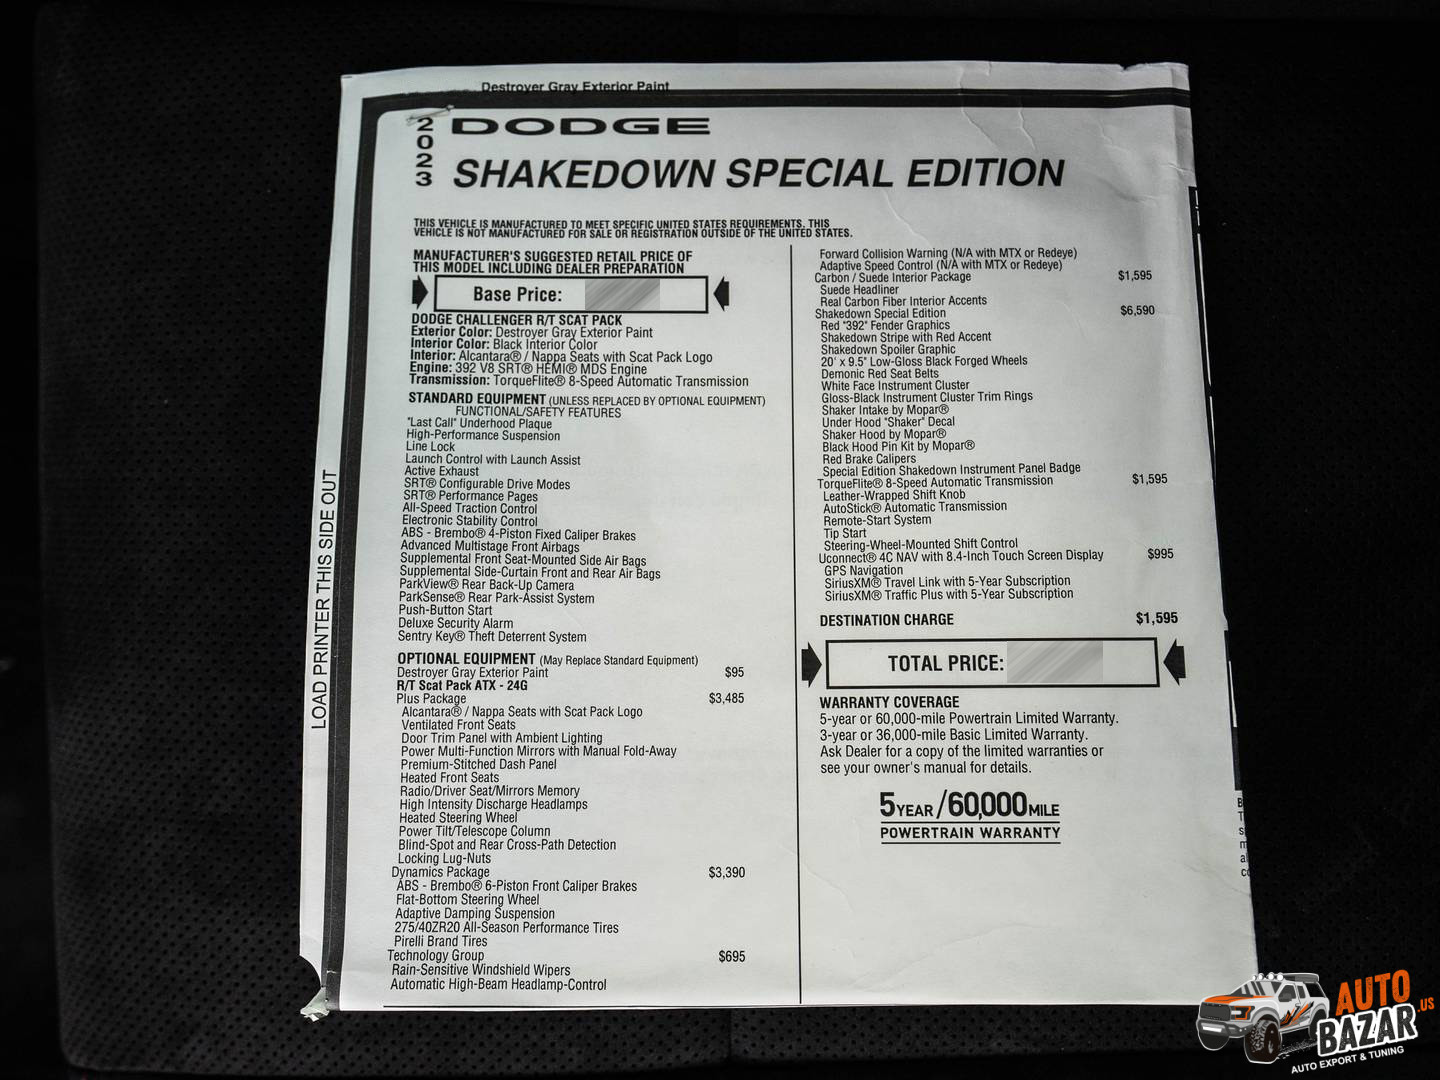 Destroyer Gray Exterior Paint
2023
DODGE
SHAKEDOWN SPECIAL EDITION
THIS VEHICLE IS MANUFACTURED TO MEET SPECIFIC UNITED STATES REQUIREMENTS. THIS
VEHICLE IS NOT MANUFACTURED FOR SALE OR REGISTRATION OUTSIDE OF THE UNITED STATES.
MANUFACTURER'S SUGGESTED RETAIL PRICE OF
THIS MODEL INCLUDING DEALER PREPARATION
Base Price:
DODGE CHALLENGER R/T SCAT PACK
Exterior Color: Destroyer Gray Exterior Paint
Interior Color: Black Interior Color
Interior: Alcantara® / Nappa Seats with Scat Pack Logo
Engine: 392 V8 SRT® HEMI® MDS Engine
Transmission: TorqueFlite® 8-Speed Automatic Transmission
STANDARD EQUIPMENT (UNLESS REPLACED BY OPTIONAL EQUIPMENT)
FUNCTIONAL/SAFETY FEATURES
"Last Call" Underhood Plaque
High-Performance Suspension
Line Lock
Launch Control with Launch Assist
Active Exhaust
SRT® Configurable Drive Modes
SRT® Performance Pages
All-Speed Traction Control
Electronic Stability Control
ABS - Brembo® 4-Piston Fixed Caliper Brakes
Advanced Multistage Front Airbags
Supplemental Front Seat-Mounted Side Air Bags
Supplemental Side-Curtain Front and Rear Air Bags
ParkView® Rear Back-Up Camera
ParkSense® Rear Park-Assist System
Push-Button Start
Deluxe Security Alarm
Sentry Key® Theft Deterrent System
OPTIONAL EQUIPMENT (May Replace Standard Equipment)
Destroyer Gray Exterior Paint $95
R/T Scat Pack ATX - 24G
Plus Package $3,485
Alcantara® / Nappa Seats with Scat Pack Logo
Ventilated Front Seats
Door Trim Panel with Ambient Lighting
Power Multi-Function Mirrors with Manual Fold-Away
Premium-Stitched Dash Panel
Heated Front Seats
Radio/Driver Seat/Mirrors Memory
High Intensity Discharge Headlamps
Heated Steering Wheel
Power Tilt/Telescope Column
Blind-Spot and Rear Cross-Path Detection
Locking Lug-Nuts
Dynamics Package $3,390
ABS - Brembo® 6-Piston Front Caliper Brakes
Flat-Bottom Steering Wheel
Adaptive Damping Suspension
275/40ZR20 All-Season Performance Tires
Pirelli Brand Tires
Technology Group $695
Rain-Sensitive Windshield Wipers
Automatic High-Beam Headlamp-Control
Forward Collision Warning (N/A with MTX or Redeye)
Adaptive Speed Control (N/A with MTX or Redeye)
Carbon / Suede Interior Package $1,595
Suede Headliner
Real Carbon Fiber Interior Accents
Shakedown Special Edition $6,590
Red "392" Fender Graphics
Shakedown Stripe with Red Accent
Shakedown Spoiler Graphic
20' x 9.5" Low-Gloss Black Forged Wheels
Demonic Red Seat Belts
White Face Instrument Cluster
Gloss-Black Instrument Cluster Trim Rings
Shaker Intake by Mopar®
Under Hood "Shaker" Decal
Shaker Hood by Mopar®
Black Hood Pin Kit by Mopar®
Red Brake Calipers
Special Edition Shakedown Instrument Panel Badge
TorqueFlite® 8-Speed Automatic Transmission $1,595
Leather-Wrapped Shift Knob
AutoStick® Automatic Transmission
Remote-Start System
Tip Start
Steering-Wheel-Mounted Shift Control
Uconnect® 4C NAV with 8.4-Inch Touch Screen Display $995
GPS Navigation
SiriusXM® Travel Link with 5-Year Subscription
SiriusXM® Traffic Plus with 5-Year Subscription
DESTINATION CHARGE $1,595
TOTAL PRICE:
WARRANTY COVERAGE
5-year or 60,000-mile Powertrain Limited Warranty.
3-year or 36,000-mile Basic Limited Warranty.
Ask Dealer for a copy of the limited warranties or
see your owner's manual for details.
5YEAR/60,000MILE
POWERTRAIN WARRANTY
LOAD PRINTER THIS SIDE OUT
AUTO
BAZAR.US
AUTO EXPORT & TUNING